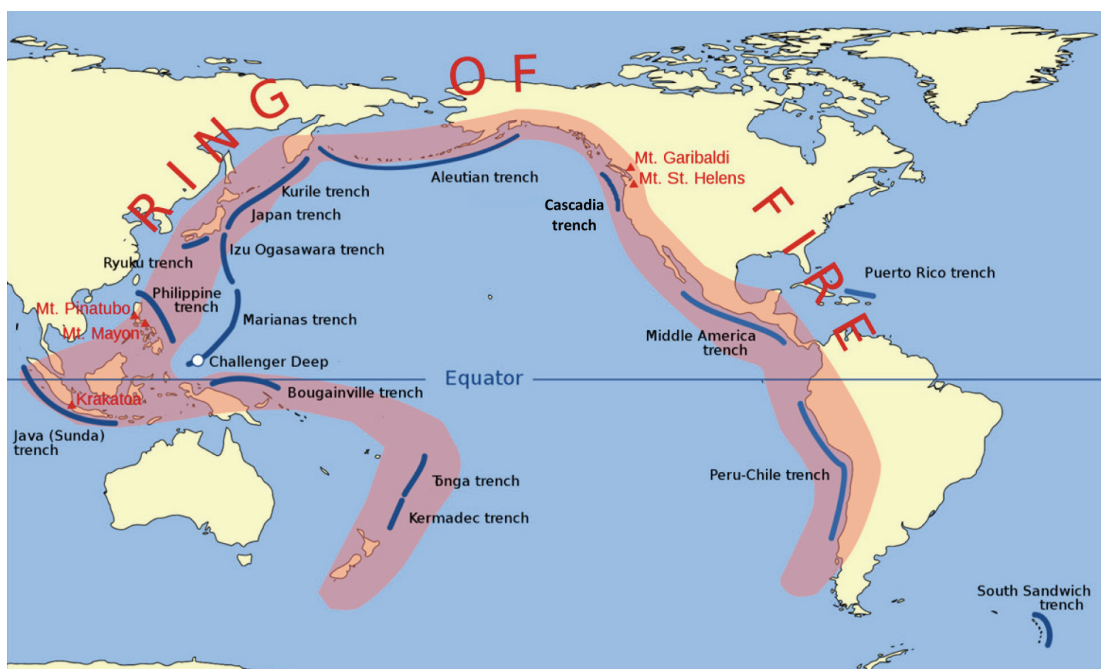 RING OF FIRE
Mt. Garibaldi
Mt. St. Helens
Aleutian trench
Kurile trench
Cascadia
trench
Japan trench
Izu Ogasawara trench
Ryuku trench
Puerto Rico trench
Philippine
trench
Mt. Pinatubo
Mt. Mayon
Marianas trench
Middle America
trench
Challenger Deep
Equator
Bougainville trench
Krakatoa
Java (Sunda)
trench
Peru-Chile trench
Tonga trench
Kermadec trench
South Sandwich
trench